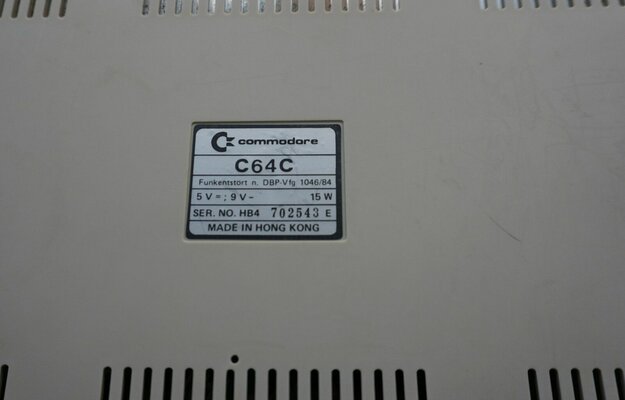 commodore
C64C
Funkentstört n. DBP-Vfg 1046/84
5 V = ; 9 V ~ 15 W
SER. NO. HB4 702543 E
MADE IN HONG KONG